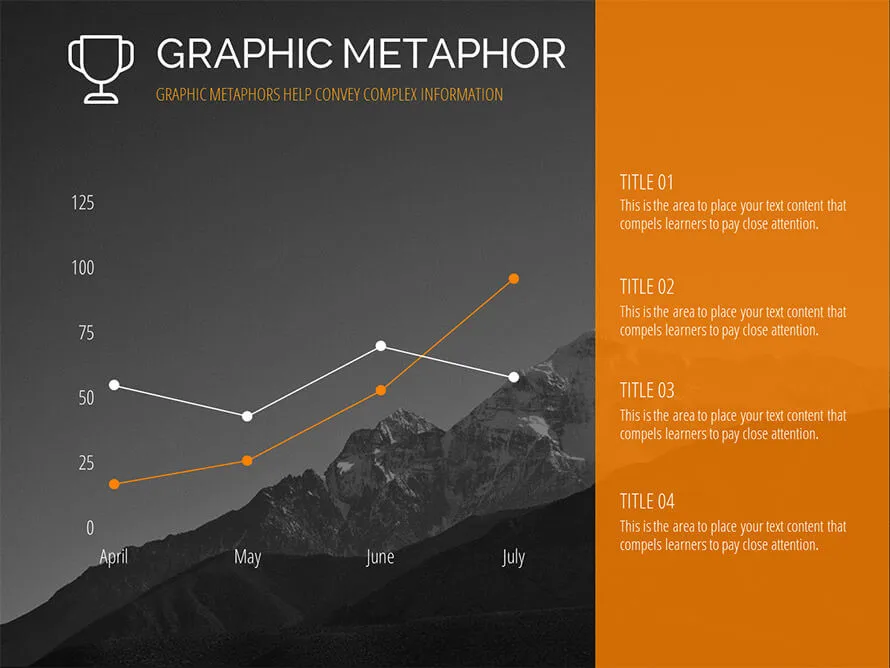 GRAPHIC METAPHOR
GRAPHIC METAPHORS HELP CONVEY COMPLEX INFORMATION
125
100
75
50
25
0
April May June July
TITLE 01
This is the area to place your text content that
compels learners to pay close attention.
TITLE 02
This is the area to place your text content that
compels learners to pay close attention.
TITLE 03
This is the area to place your text content that
compels learners to pay close attention.
TITLE 04
This is the area to place your text content that
compels learners to pay close attention.